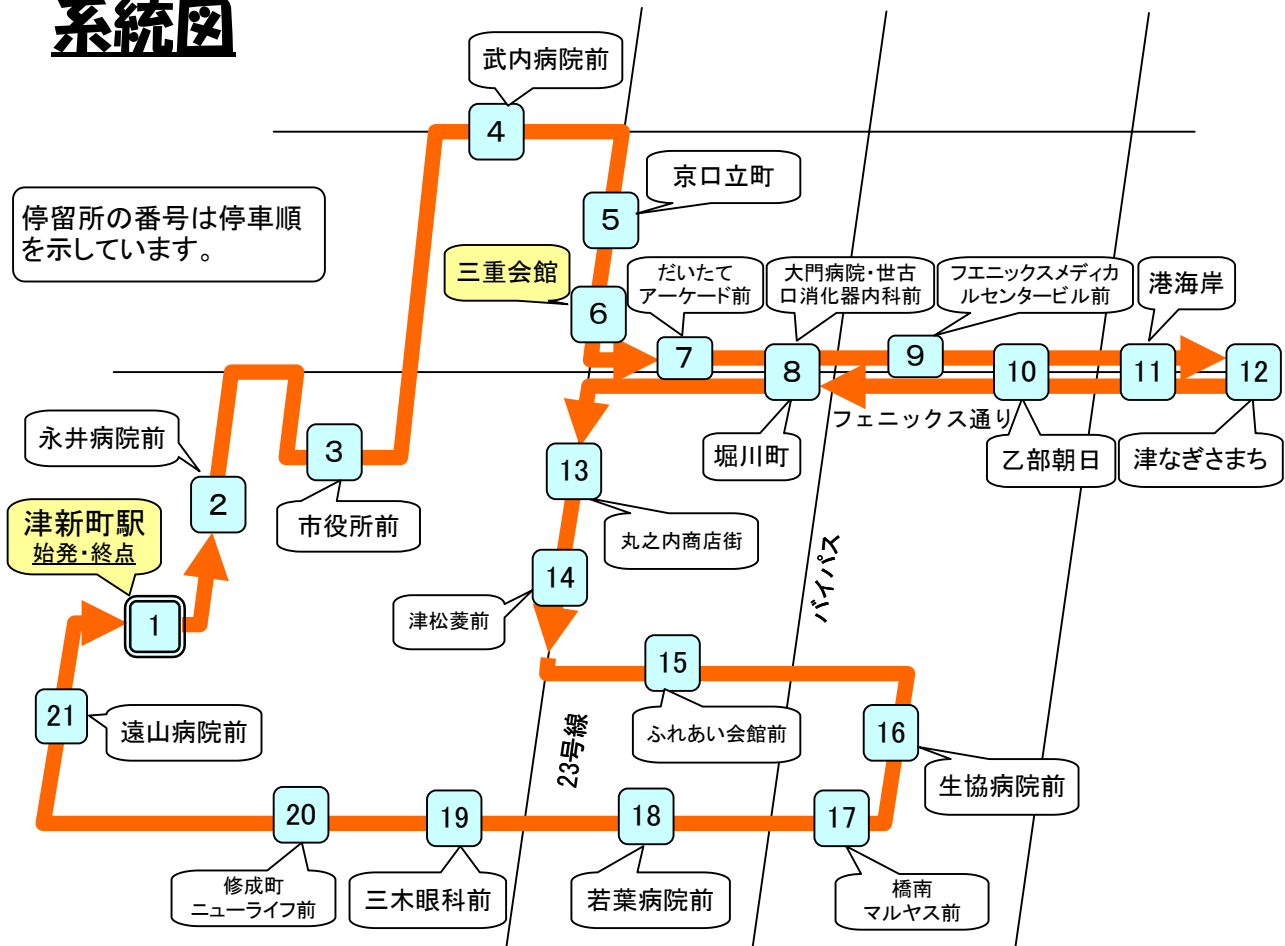 系統図
武内病院前
4
停留所の番号は停車順
を示しています。
京口立町
5
三重会館
6
だいたて
アーケード前
7
大門病院・世古
口消化器内科前
8
フエニックスメディカ
ルセンタービル前
9
10
港海岸
11
12
フェニックス通り
堀川町
乙部朝日
津なぎさまち
永井病院前
2
3
市役所前
津新町駅
始発・終点
1
13
丸之内商店街
14
津松菱前
バイパス
23号線
15
ふれあい会館前
16
生協病院前
21
遠山病院前
20
修成町
ニューライフ前
19
三木眼科前
18
若葉病院前
17
橋南
マルヤス前